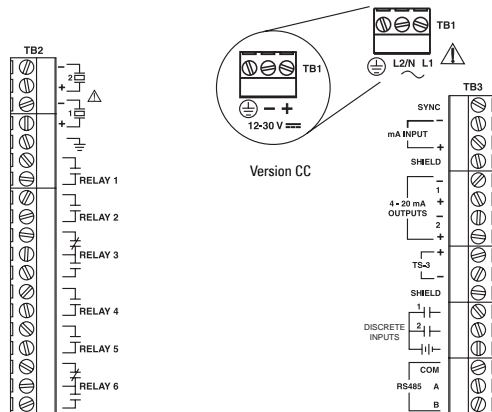 TB2
-
2
+
-
1
+
RELAY 1
RELAY 2
RELAY 3
RELAY 4
RELAY 5
RELAY 6
TB1
- +
12-30 V
Version CC
TB1
L2/N L1
TB3
SYNC
-
mA INPUT
+
SHIELD
-
1
+
4 - 20 mA
OUTPUTS
-
2
+
+
TS-3
-
SHIELD
1
DISCRETE
INPUTS
2
COM
RS485 A
B